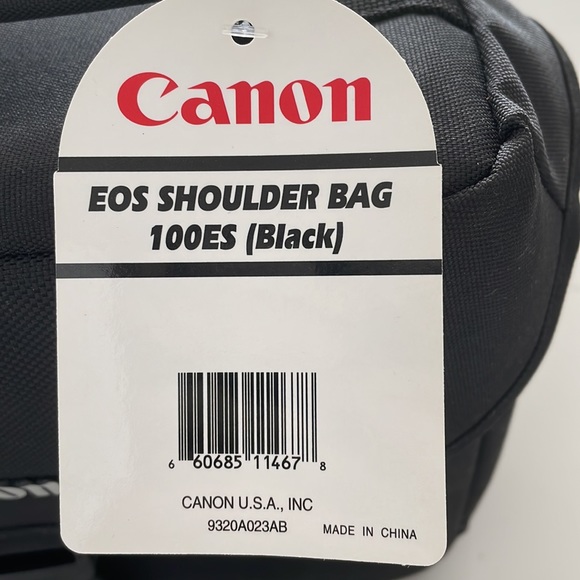 Canon
EOS SHOULDER BAG
100ES (Black)
6 60685 11467 8
CANON U.S.A., INC
9320A023AB MADE IN CHINA